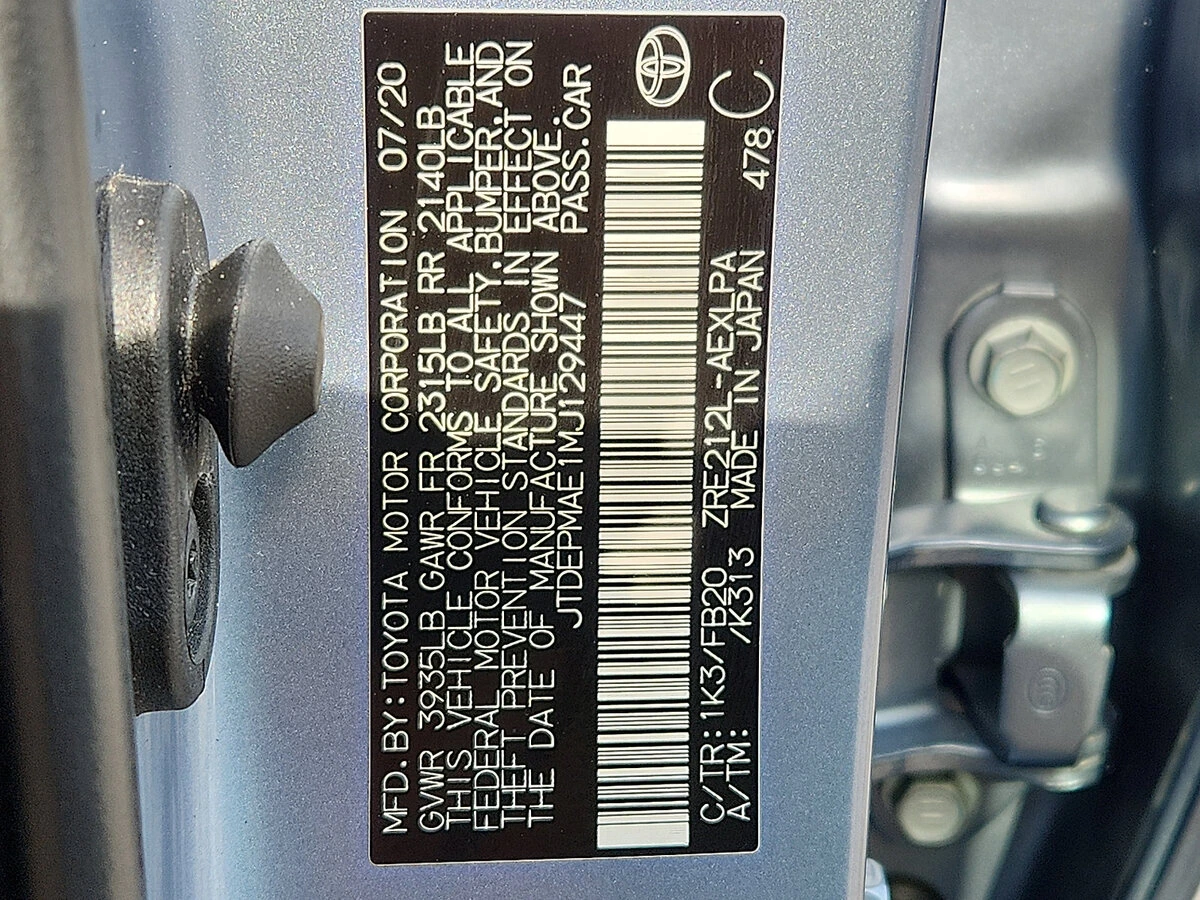 MFD.BY:TOYOTA MOTOR CORPORATION 07/20
GVWR 3935LB GAWR FR 2315LB RR 2140LB
THIS VEHICLE CONFORMS TO ALL APPLICABLE
FEDERAL MOTOR VEHICLE SAFETY,BUMPER,AND
THEFT PREVENTION STANDARDS IN EFFECT ON
THE DATE OF MANUFACTURE SHOWN ABOVE.
JTDEPMAE1MJ129447 PASS.CAR
C/TR:1K3/FB20 ZRE212L-AEXLPA 478 C
A/TM: /K313 MADE IN JAPAN